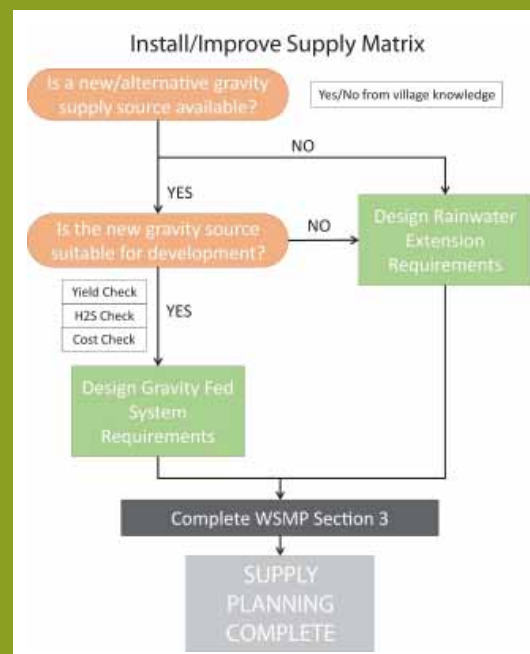 Install/Improve Supply Matrix
Is a new/alternative gravity
supply source available?
Yes/No from village knowledge
NO
YES
Is the new gravity source
suitable for development?
NO
Design Rainwater
Extension
Requirements
Yield Check
H2S Check
Cost Check
YES
Design Gravity Fed
System
Requirements
Complete WSMP Section 3
SUPPLY
PLANNING
COMPLETE